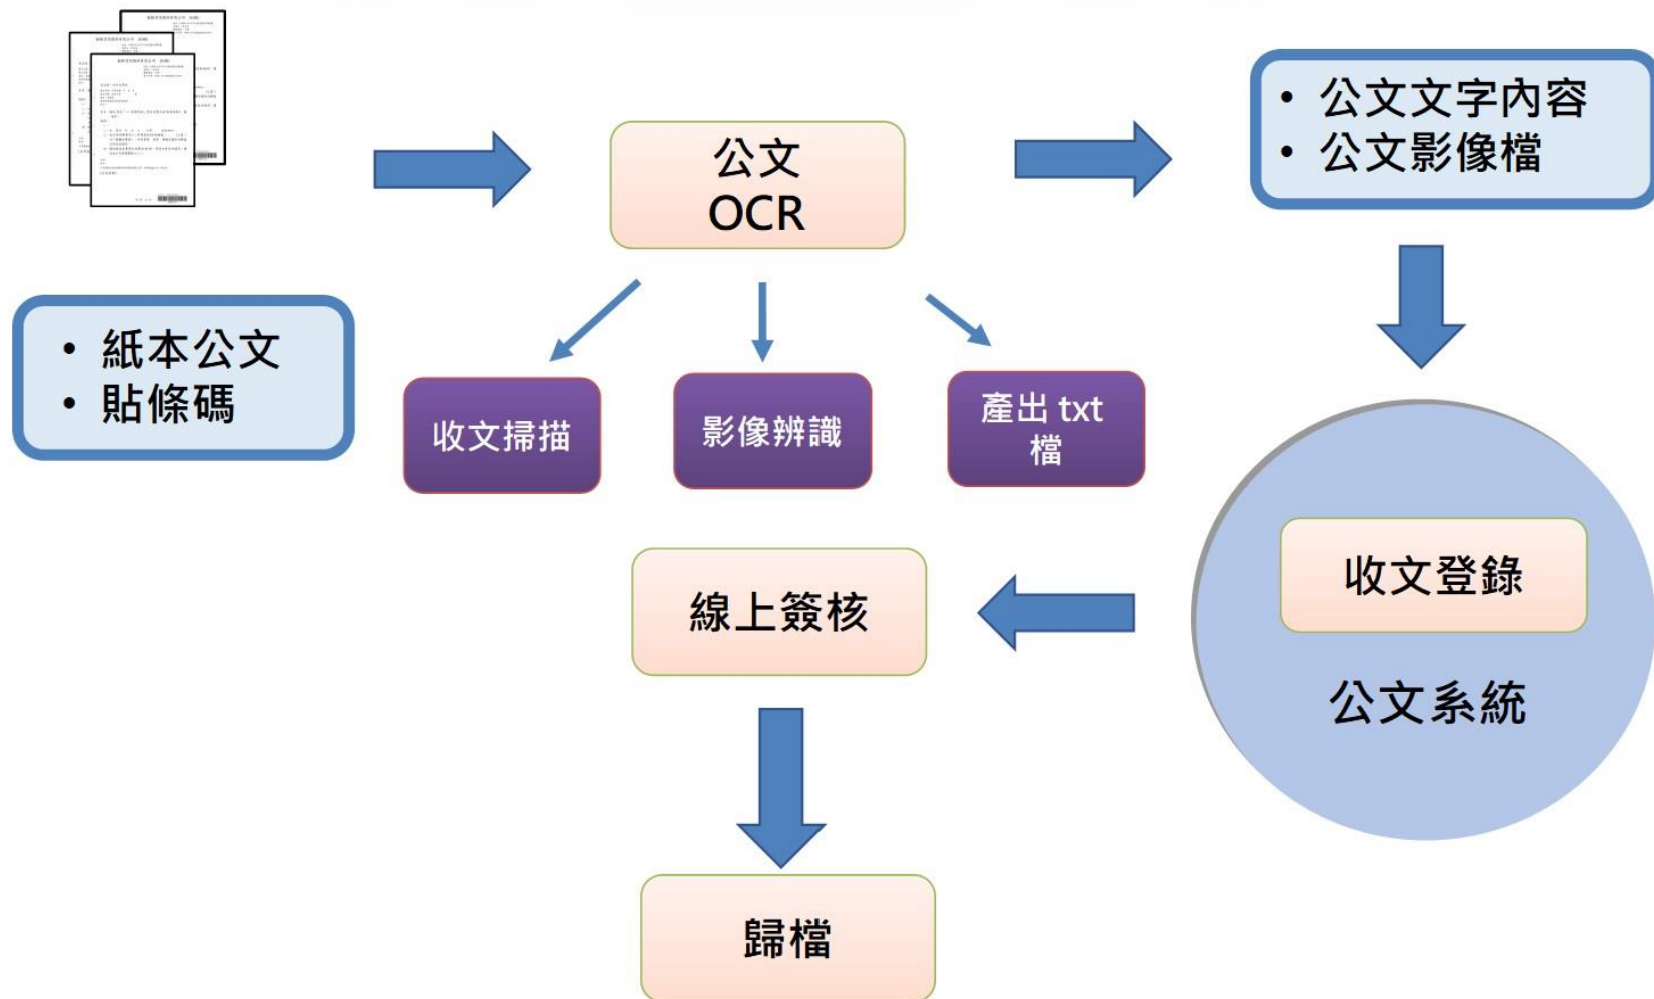 公文
OCR
• 公文文字內容
• 公文影像檔
• 紙本公文
• 貼條碼
收文掃描
影像辨識
產出 txt
檔
收文登錄
公文系統
線上簽核
歸檔